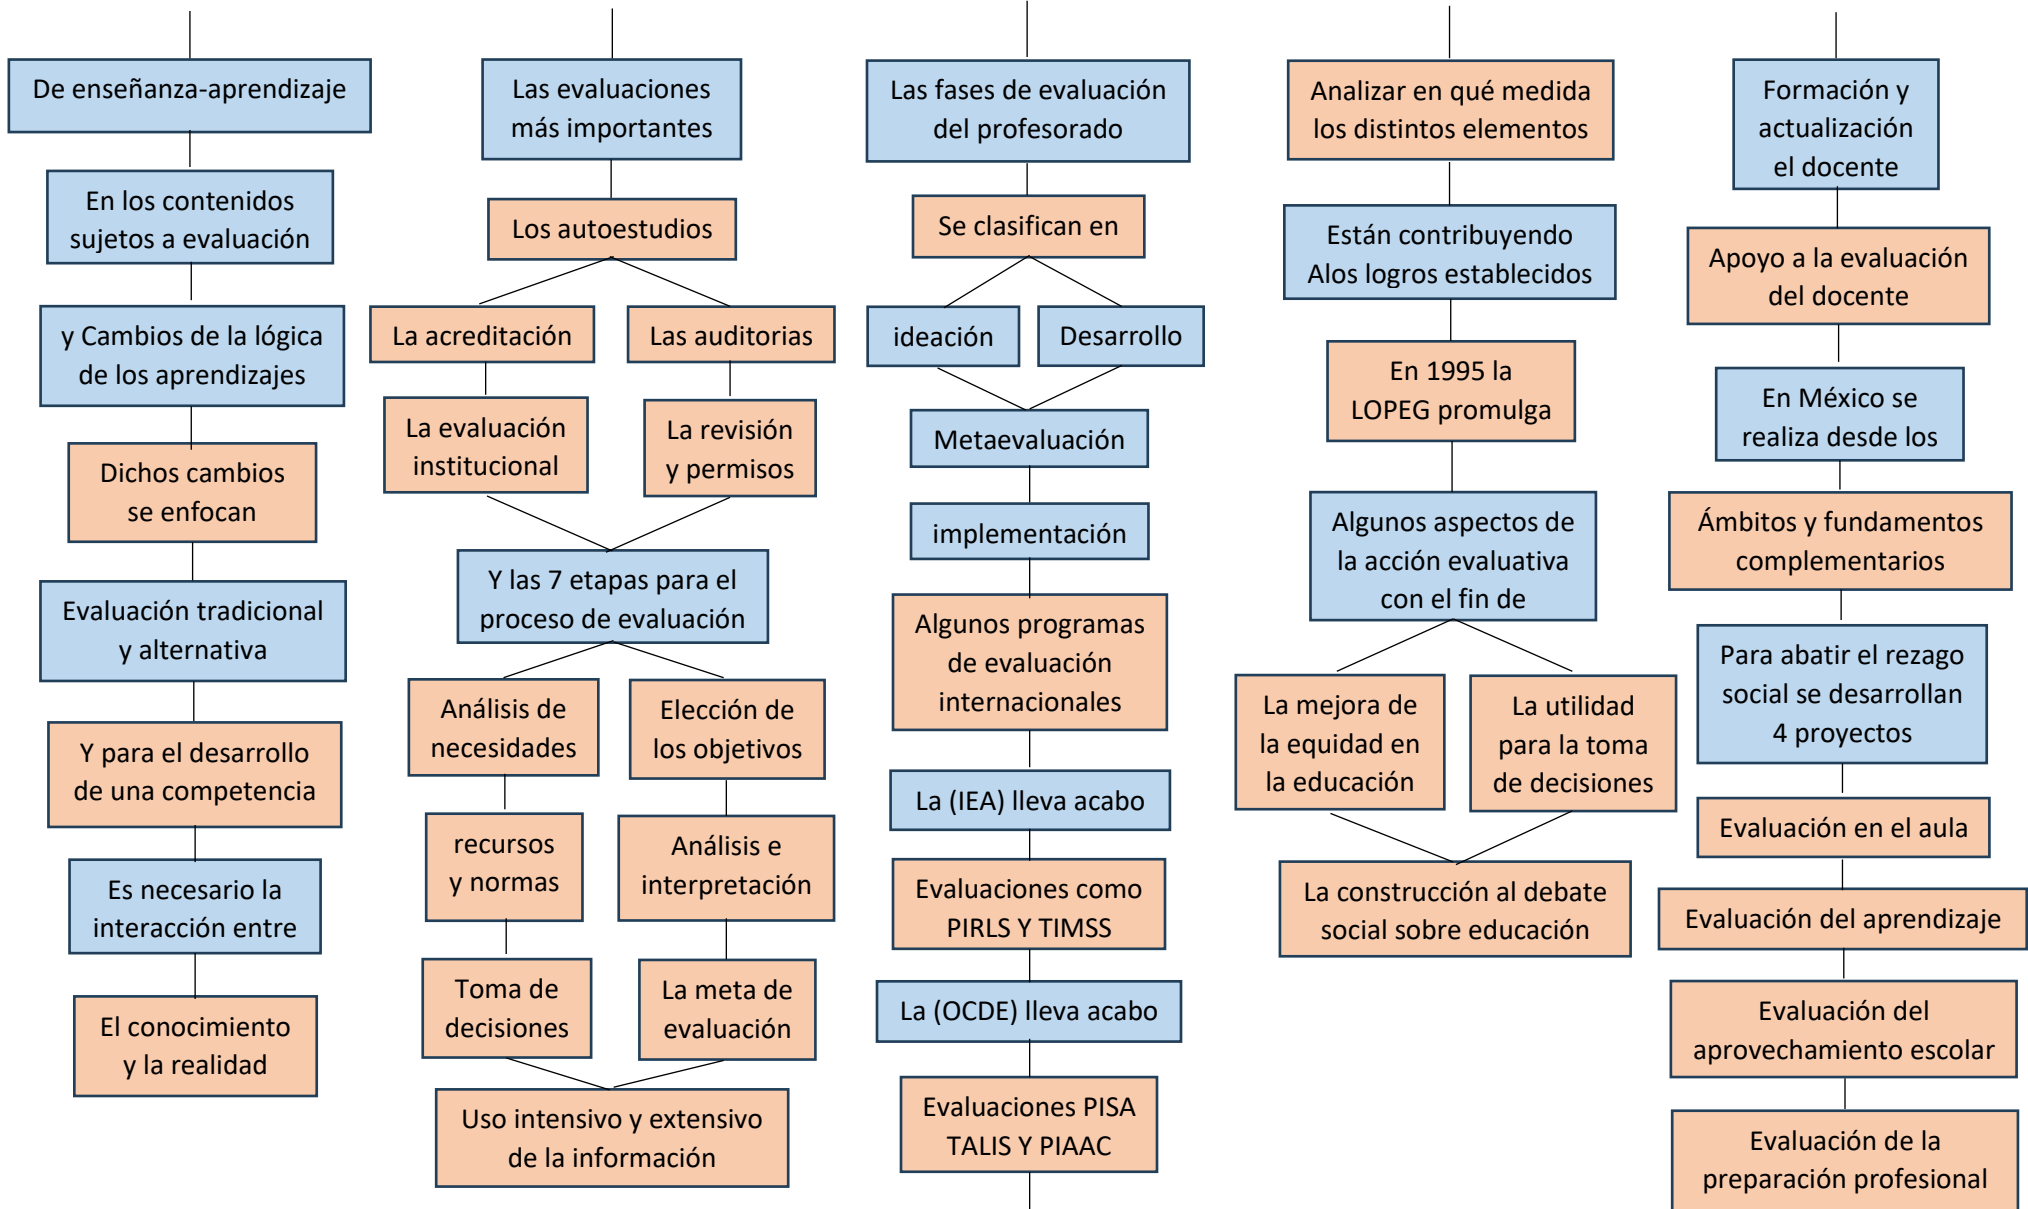 De enseñanza-aprendizaje
En los contenidos
sujetos a evaluación
y Cambios de la lógica
de los aprendizajes
Dichos cambios
se enfocan
Evaluación tradicional
y alternativa
Y para el desarrollo
de una competencia
Es necesario la
interacción entre
El conocimiento
y la realidad
Las evaluaciones
más importantes
Los autoestudios
La acreditación
Las auditorias
La evaluación
institucional
La revisión
y permisos
Y las 7 etapas para el
proceso de evaluación
Análisis de
necesidades
Elección de
los objetivos
recursos
y normas
Análisis e
interpretación
Toma de
decisiones
La meta de
evaluación
Uso intensivo y extensivo
de la información
Las fases de evaluación
del profesorado
Se clasifican en
ideación
Desarrollo
Metaevaluación
implementación
Algunos programas
de evaluación
internacionales
La (IEA) lleva acabo
Evaluaciones como
PIRLS Y TIMSS
La (OCDE) lleva acabo
Evaluaciones PISA
TALIS Y PIAAC
Analizar en qué medida
los distintos elementos
Están contribuyendo
Alos logros establecidos
En 1995 la
LOPEG promulga
Algunos aspectos de
la acción evaluativa
con el fin de
La mejora de
la equidad en
la educación
La utilidad
para la toma
de decisiones
La construcción al debate
social sobre educación
Formación y
actualización
el docente
Apoyo a la evaluación
del docente
En México se
realiza desde los
Ámbitos y fundamentos
complementarios
Para abatir el rezago
social se desarrollan
4 proyectos
Evaluación en el aula
Evaluación del aprendizaje
Evaluación del
aprovechamiento escolar
Evaluación de la
preparación profesional